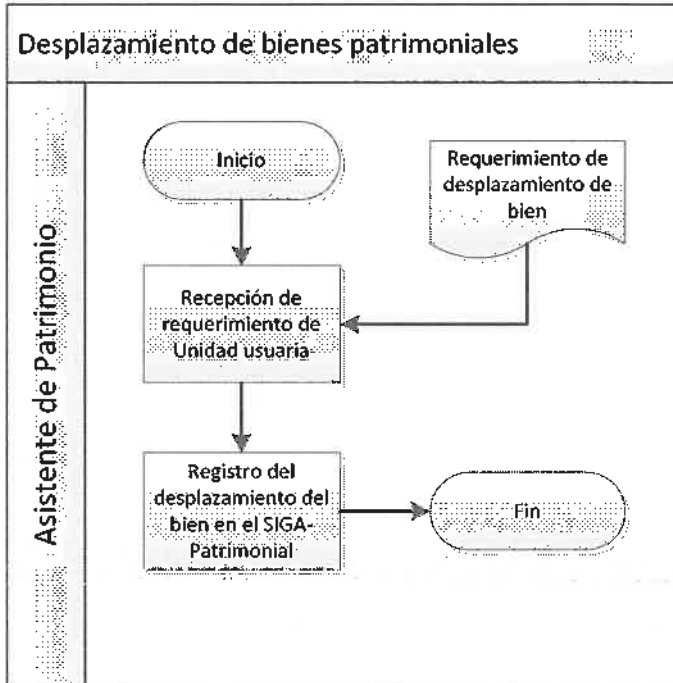 Desplazamiento de bienes patrimoniales
Asistente de Patrimonio
Inicio
Requerimiento de
desplazamiento de
bien
Recepción de
requerimiento de
Unidad usuaria
Registro del
desplazamiento del
bien en el SIGA-
Patrimonial
Fin